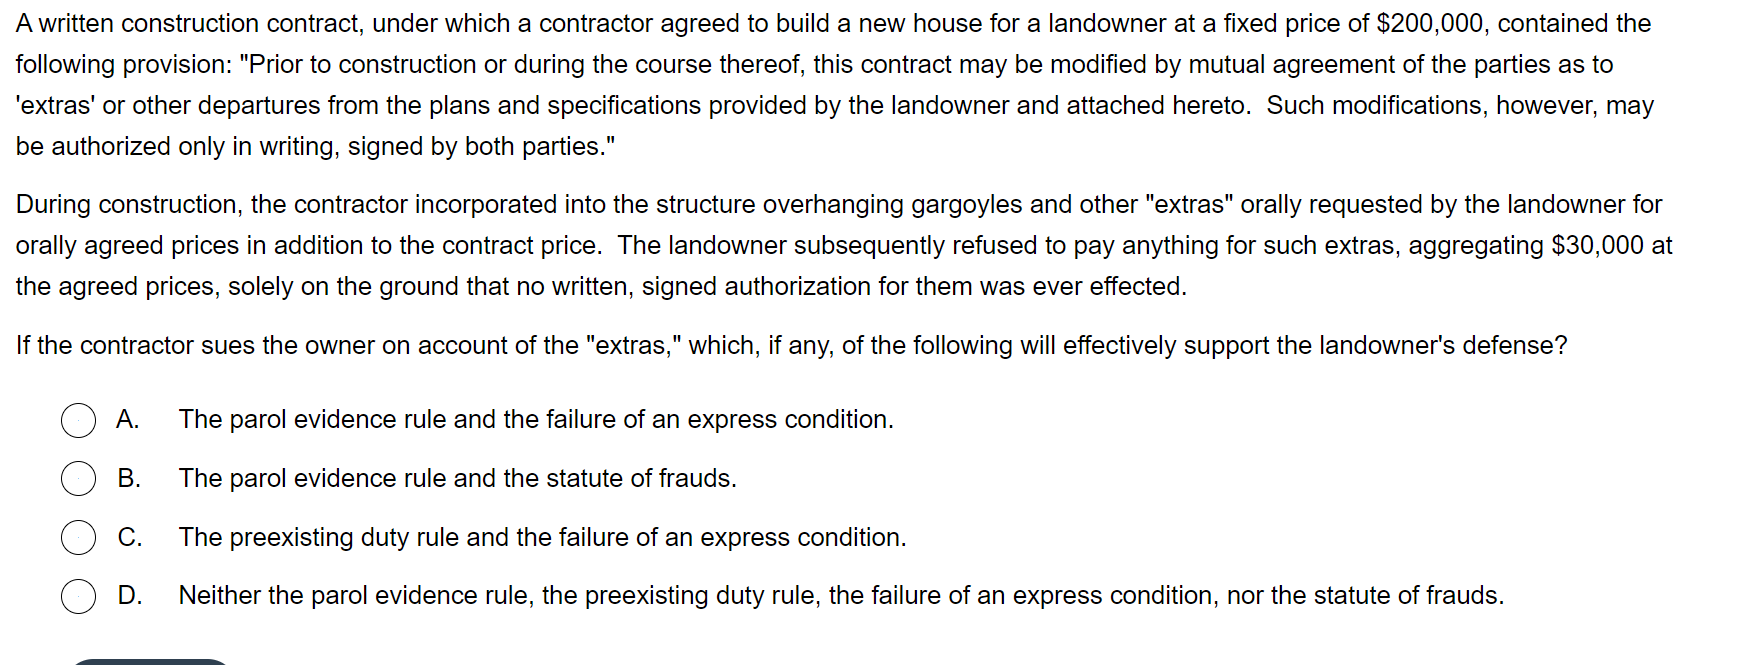 A written construction contract, under which a contractor agreed to build a new house for a landowner at a fixed price of $200,000, contained the
following provision: "Prior to construction or during the course thereof, this contract may be modified by mutual agreement of the parties as to
'extras' or other departures from the plans and specifications provided by the landowner and attached hereto.  Such modifications, however, may
be authorized only in writing, signed by both parties."
During construction, the contractor incorporated into the structure overhanging gargoyles and other "extras" orally requested by the landowner for
orally agreed prices in addition to the contract price.  The landowner subsequently refused to pay anything for such extras, aggregating $30,000 at
the agreed prices, solely on the ground that no written, signed authorization for them was ever effected.
If the contractor sues the owner on account of the "extras," which, if any, of the following will effectively support the landowner's defense?
A. The parol evidence rule and the failure of an express condition.
B. The parol evidence rule and the statute of frauds.
C. The preexisting duty rule and the failure of an express condition.
D. Neither the parol evidence rule, the preexisting duty rule, the failure of an express condition, nor the statute of frauds.